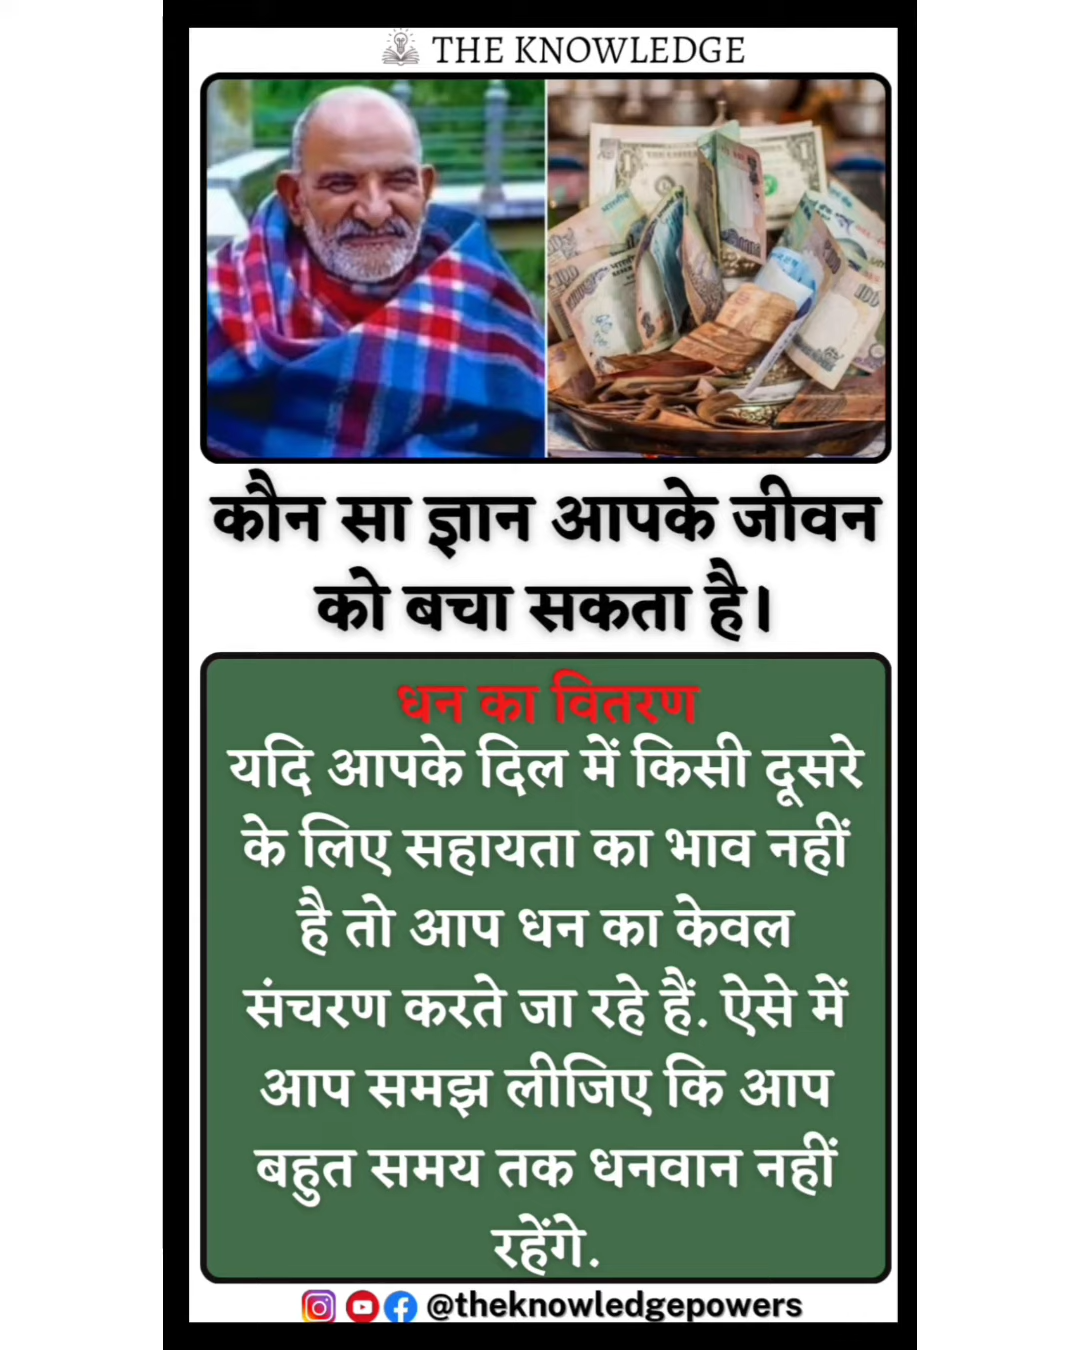 THE KNOWLEDGE
कौन सा ज्ञान आपके जीवन
को बचा सकता है।
धन का वितरण
यदि आपके दिल में किसी दूसरे
के लिए सहायता का भाव नहीं
है तो आप धन का केवल
संचरण करते जा रहे हैं. ऐसे में
आप समझ लीजिए कि आप
बहुत समय तक धनवान नहीं
रहेंगे.
@theknowledgepowers